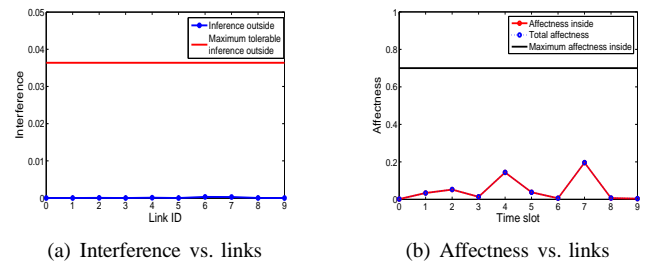 0.05
0.04
0.03
0.02
0.01
0
Interference
Inference outside
Maximum tolerable
inference outside
0 1 2 3 4 5 6 7 8 9
Link ID
(a) Interference vs. links
1
0.8
0.6
0.4
0.2
0
Affectness
Affectness inside
Total affectness
Maximum affectness inside
0 1 2 3 4 5 6 7 8 9
Time slot
(b) Affectness vs. links